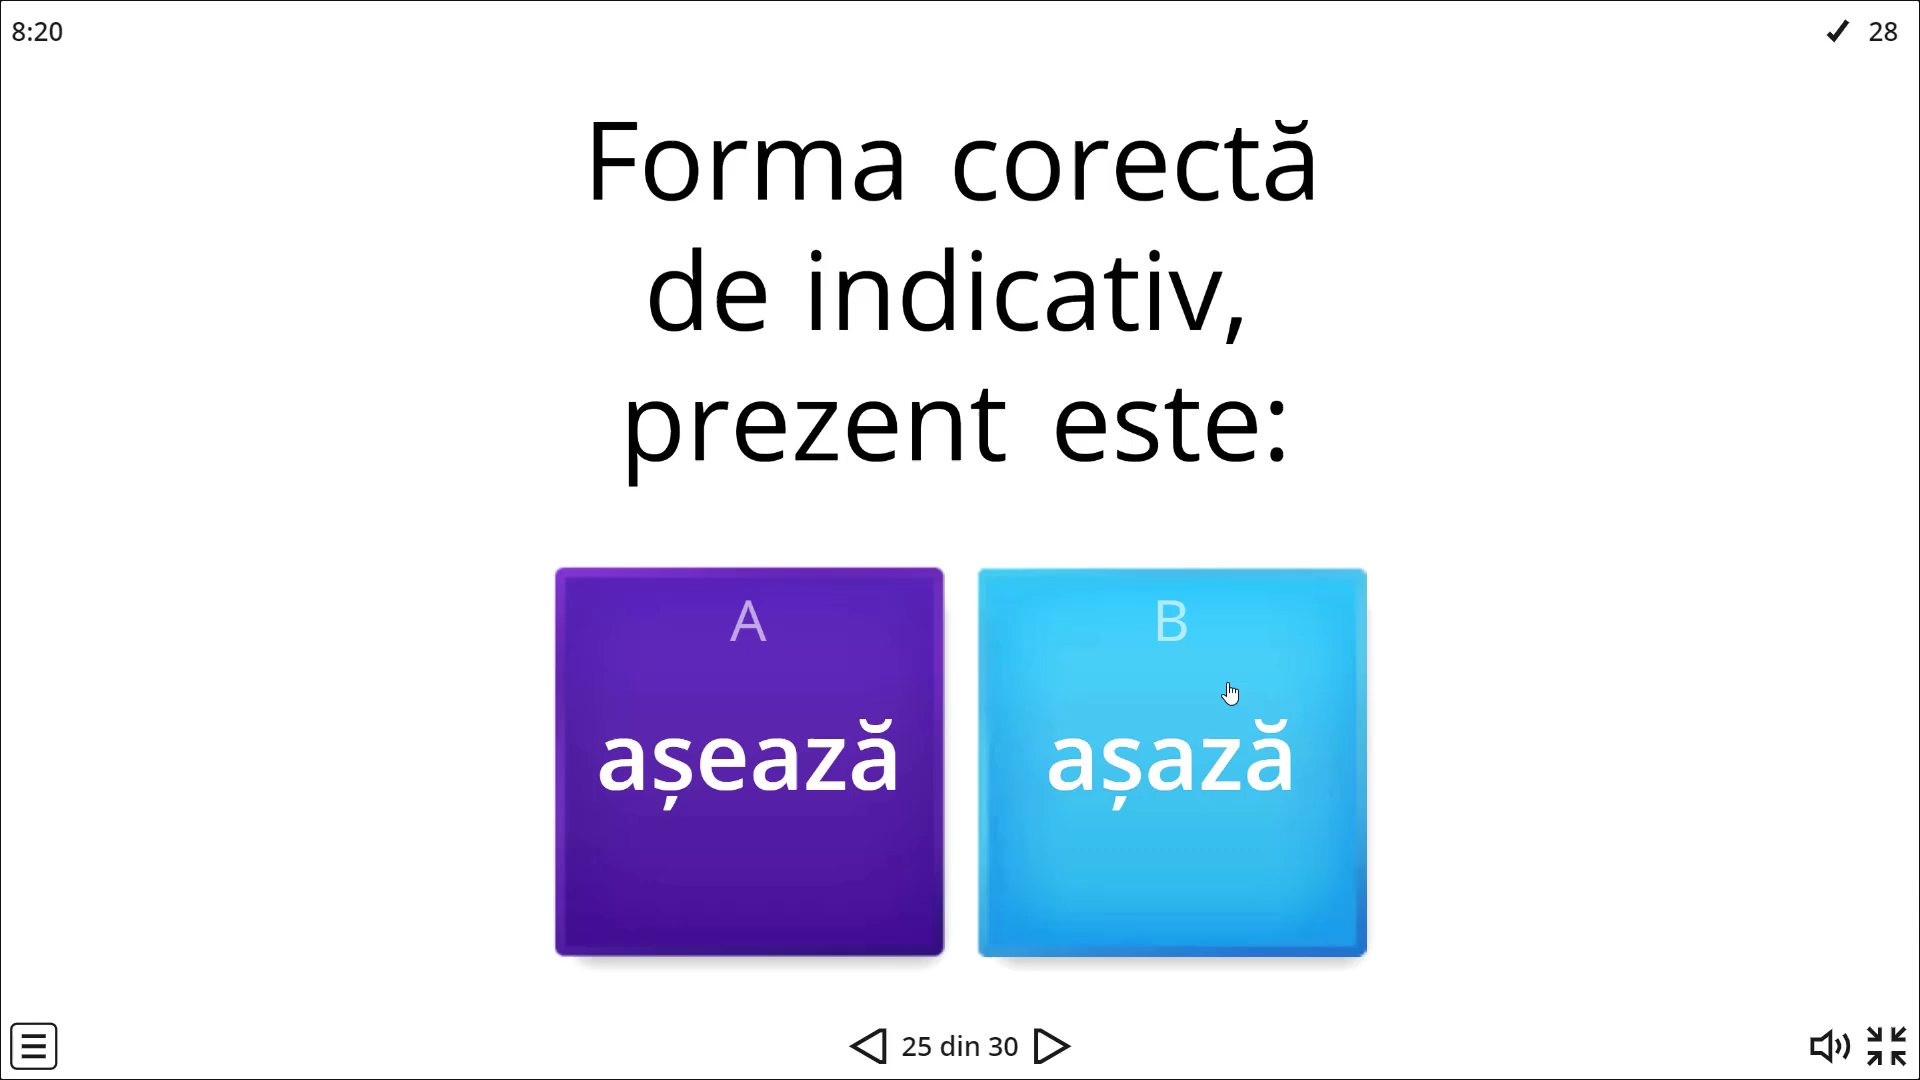 8:20
✓ 28
Forma corectă
de indicativ,
prezent este:
A
așează
B
așază
25 din 30